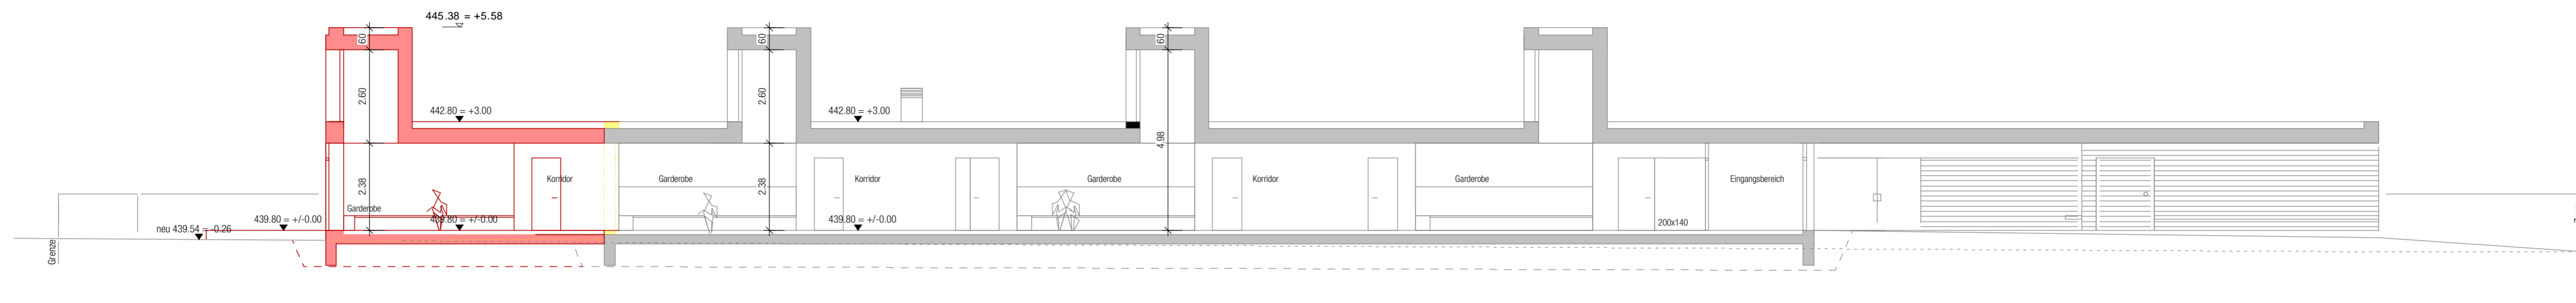 445.38 = +5.58
60
60
60
2.60
2.60
442.80 = +3.00
442.80 = +3.00
4.98
2.38
2.38
Korridor
Garderobe
Korridor
Garderobe
Korridor
Garderobe
Eingangsbereich
Garderobe
439.80 = +/-0.00
439.80 = +/-0.00
439.80 = +/-0.00
200x140
neu 439.54 = -0.26
Grenze